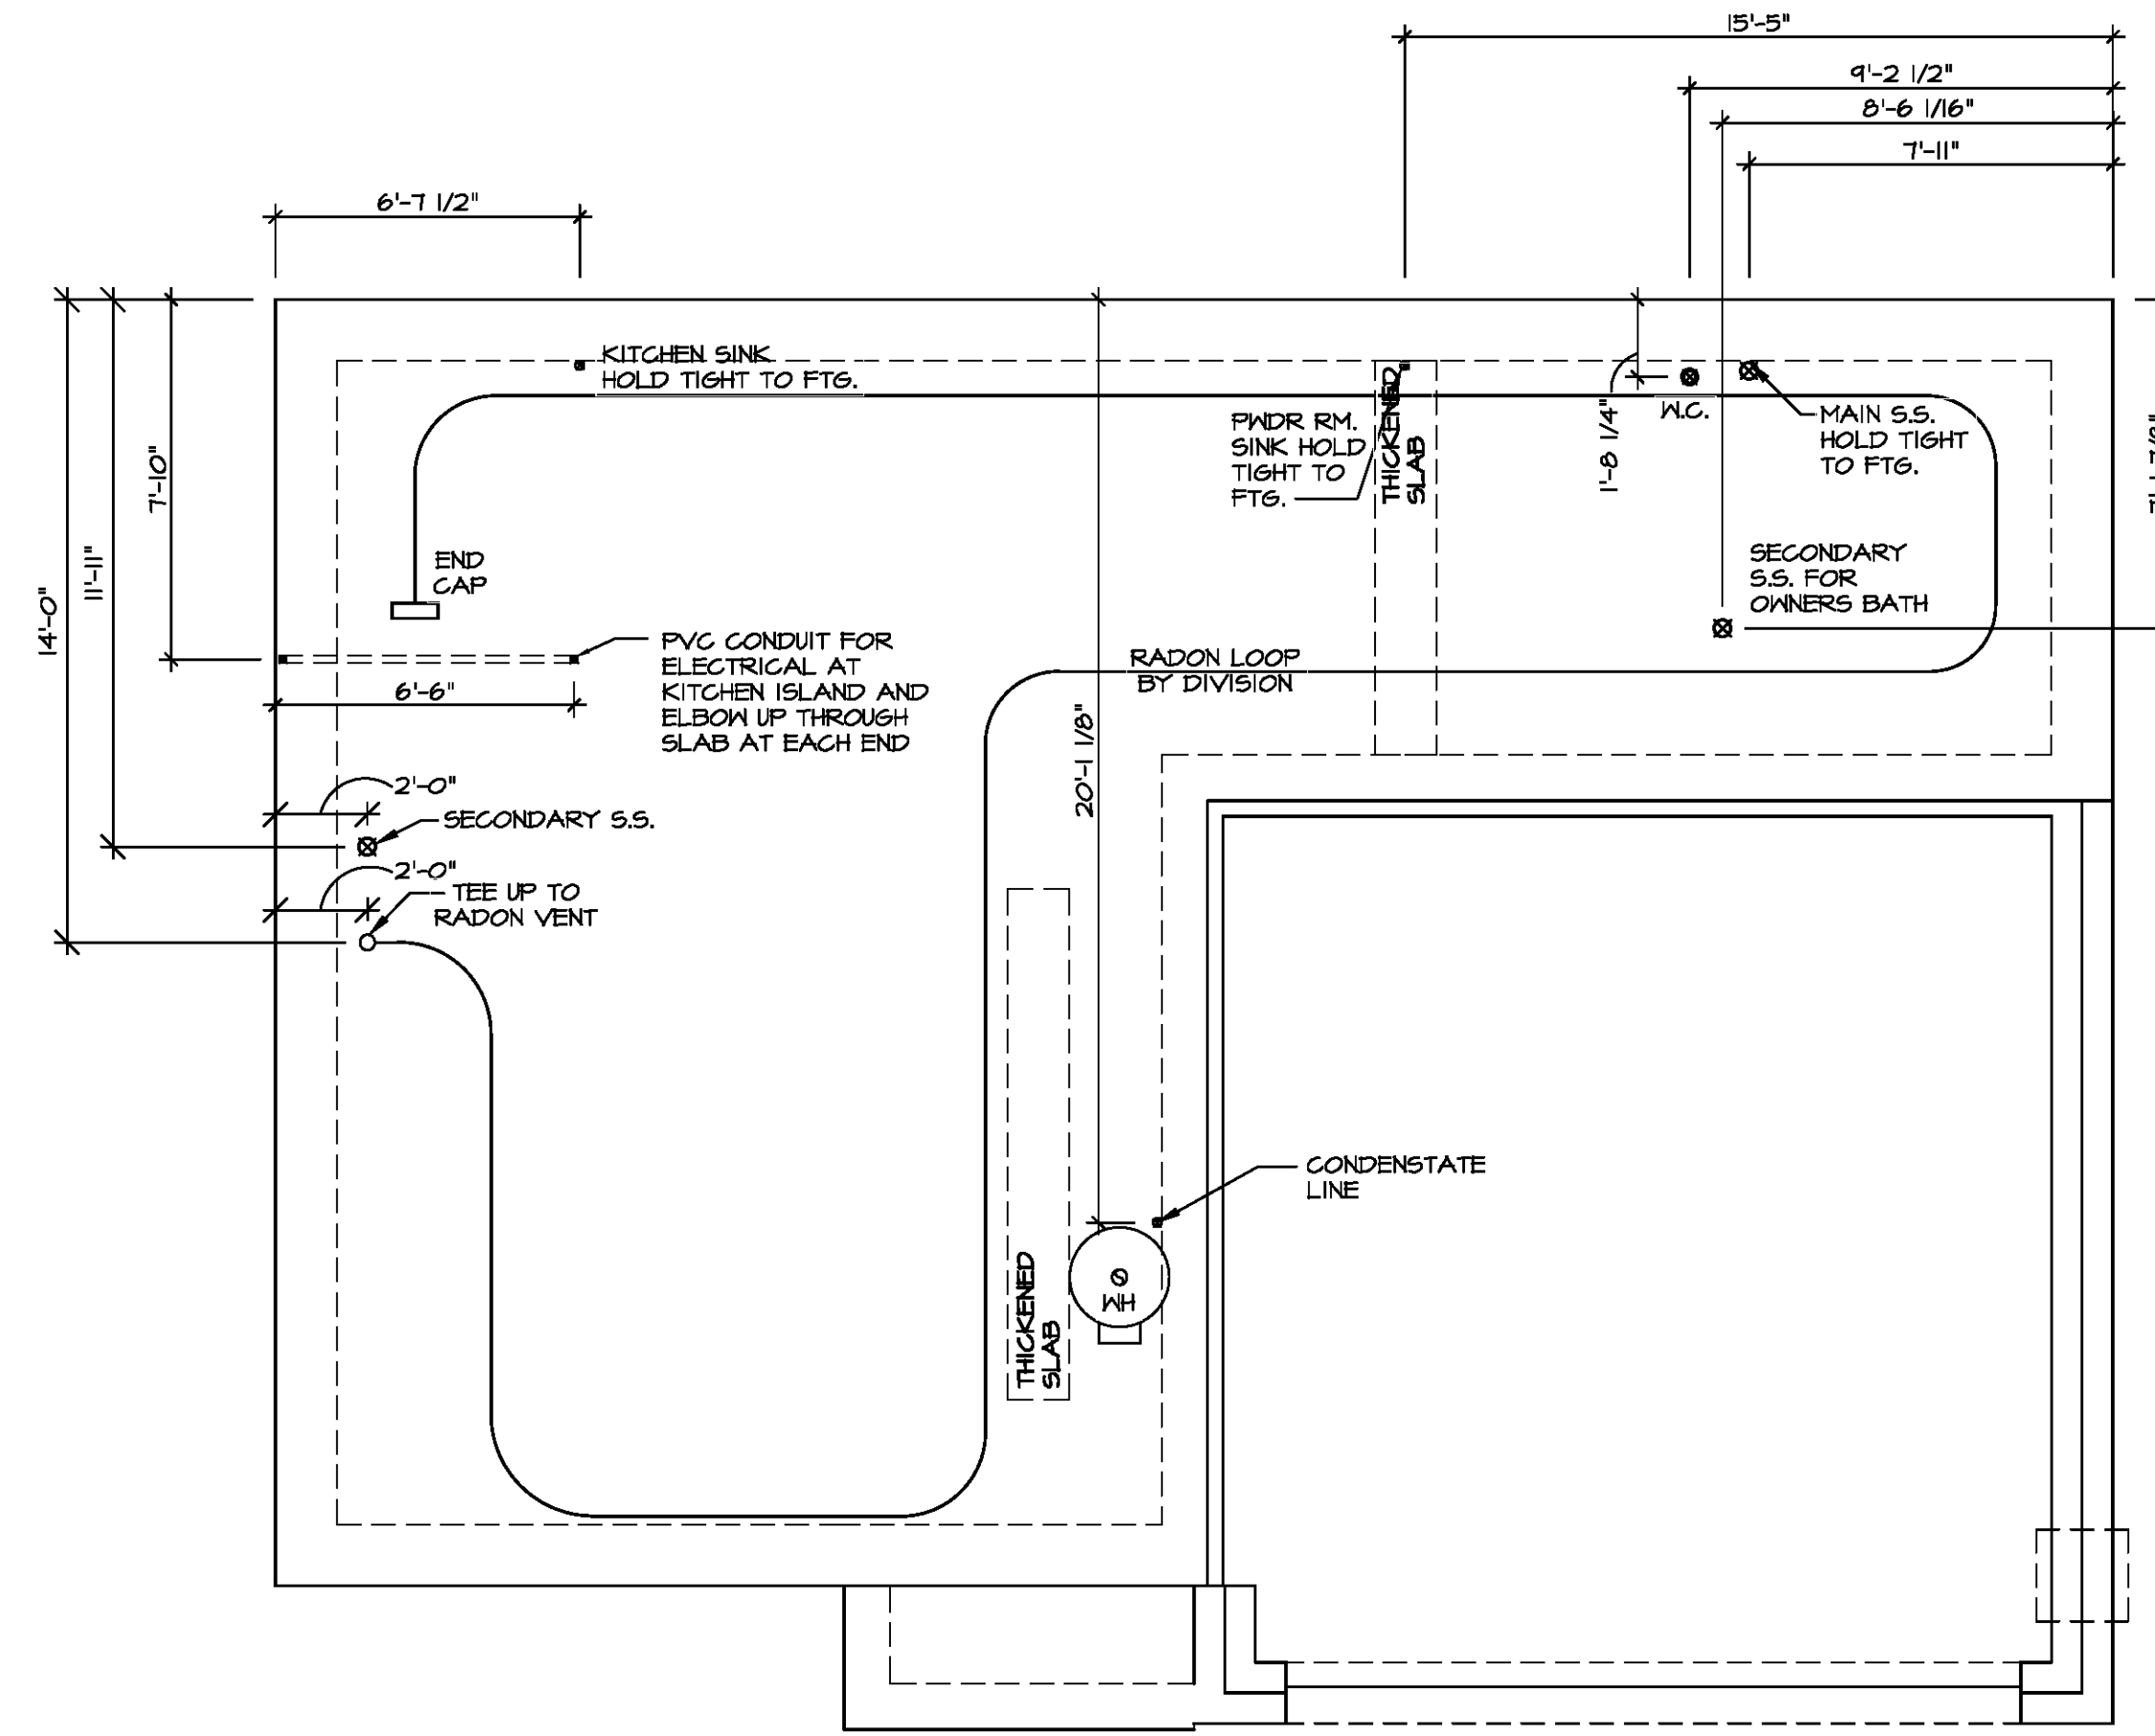 15'-5"
9'-2 1/2"
8'-6 1/16"
7'-11"
6'-7 1/2"
KITCHEN SINK
HOLD TIGHT TO FTG.
PWDR RM.
SINK HOLD
TIGHT TO
FTG.
THICKENED
SLAB
1'-8 1/4"
W.C.
MAIN S.S.
HOLD TIGHT
TO FTG.
7'-10"
11'-11"
14'-0"
END
CAP
SECONDARY
S.S. FOR
OWNERS BATH
PVC CONDUIT FOR
ELECTRICAL AT
KITCHEN ISLAND AND
ELBOW UP THROUGH
SLAB AT EACH END
6'-6"
RADON LOOP
BY DIVISION
20'-1 1/8"
2'-0"
SECONDARY S.S.
2'-0"
TEE UP TO
RADON VENT
CONDENSTATE
LINE
THICKENED
SLAB
WH